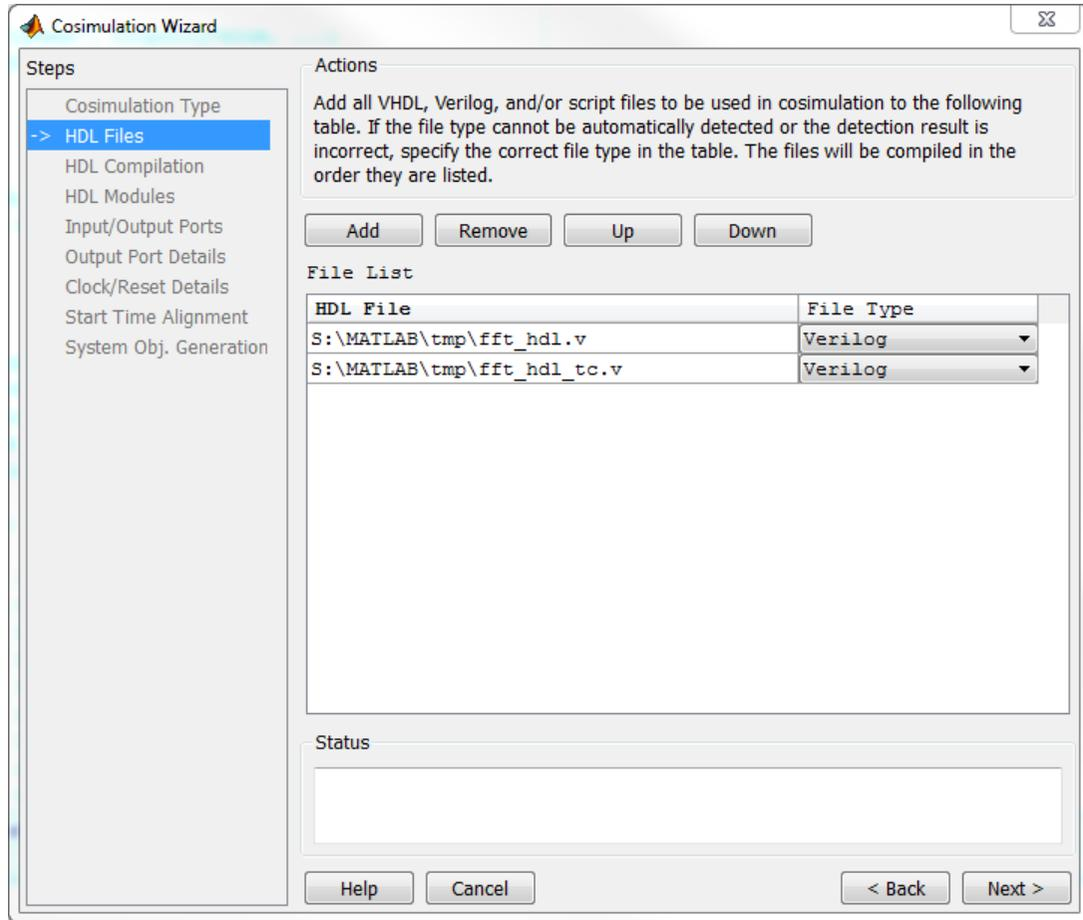 Cosimulation Wizard
Steps
Cosimulation Type
-> HDL Files
HDL Compilation
HDL Modules
Input/Output Ports
Output Port Details
Clock/Reset Details
Start Time Alignment
System Obj. Generation
Actions
Add all VHDL, Verilog, and/or script files to be used in cosimulation to the following
table. If the file type cannot be automatically detected or the detection result is
incorrect, specify the correct file type in the table. The files will be compiled in the
order they are listed.
Add Remove Up Down
File List
HDL File File Type
S:\MATLAB\tmp\fft_hdl.v Verilog
S:\MATLAB\tmp\fft_hdl_tc.v Verilog
Status
Help Cancel < Back Next >